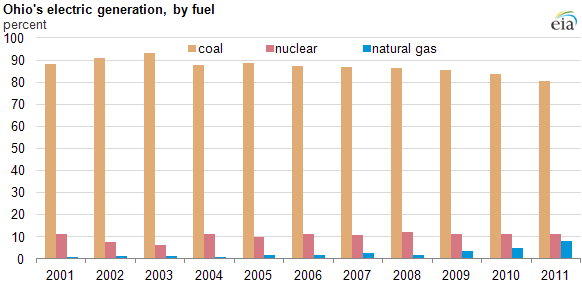 Ohio's electric generation, by fuel
percent
eia
coal nuclear natural gas
100
90
80
70
60
50
40
30
20
10
0
2001 2002 2003 2004 2005 2006 2007 2008 2009 2010 2011